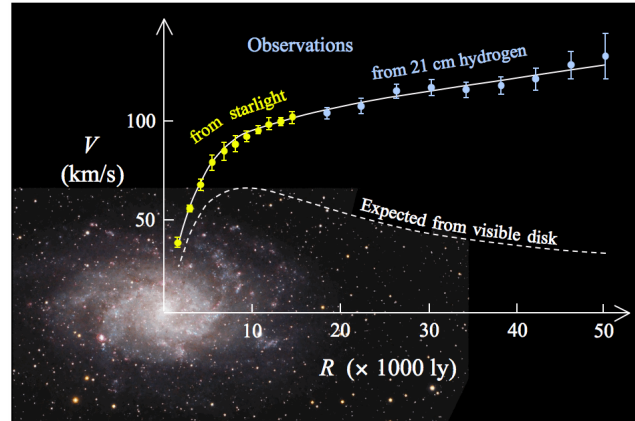 Observations
from starlight
from 21 cm hydrogen
100
V
(km/s)
50
Expected from visible disk
10
20
30
40
50
R (× 1000 ly)